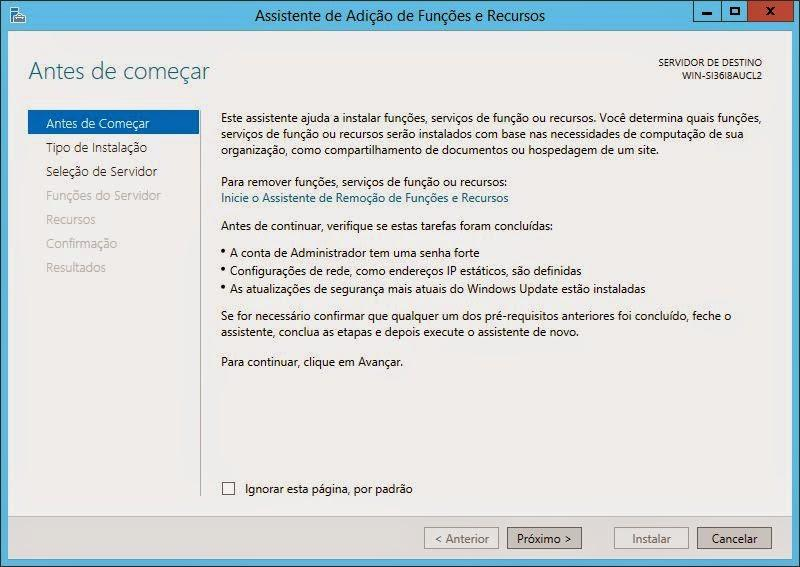 Assistente de Adição de Funções e Recursos
Antes de começar
SERVIDOR DE DESTINO
WIN-SI36I8AUCL2
Antes de Começar
Tipo de Instalação
Seleção de Servidor
Funções do Servidor
Recursos
Confirmação
Resultados
Este assistente ajuda a instalar funções, serviços de função ou recursos. Você determina quais funções,
serviços de função ou recursos serão instalados com base nas necessidades de computação de sua
organização, como compartilhamento de documentos ou hospedagem de um site.
Para remover funções, serviços de função ou recursos:
Inicie o Assistente de Remoção de Funções e Recursos
Antes de continuar, verifique se estas tarefas foram concluídas:
• A conta de Administrador tem uma senha forte
• Configurações de rede, como endereços IP estáticos, são definidas
• As atualizações de segurança mais atuais do Windows Update estão instaladas
Se for necessário confirmar que qualquer um dos pré-requisitos anteriores foi concluído, feche o
assistente, conclua as etapas e depois execute o assistente de novo.
Para continuar, clique em Avançar.
Ignorar esta página, por padrão
< Anterior
Próximo >
Instalar
Cancelar